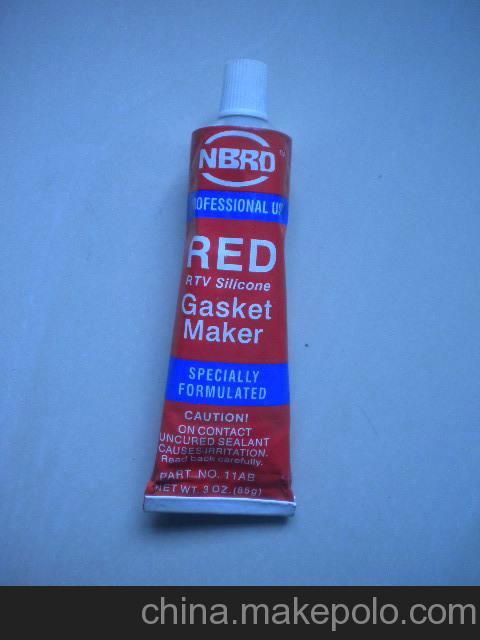 NBRD
TM
PROFESSIONAL US
RED
RTV Silicone
Gasket
Maker
SPECIALLY
FORMULATED
CAUTION!
ON CONTACT
UNCURED SEALANT
CAUSES IRRITATION.
Read back carefully.
PART NO. 11AB
NET WT. 3 OZ. (85g)
china.makepolo.com